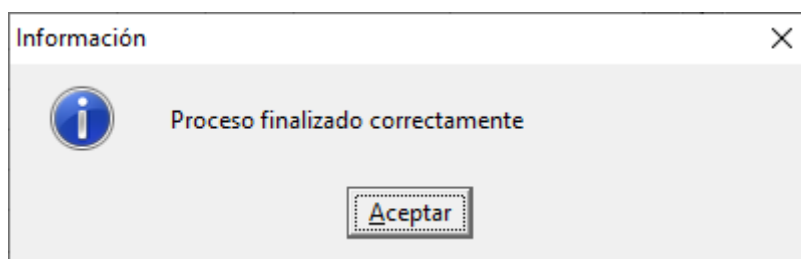 Información
Proceso finalizado correctamente
Aceptar